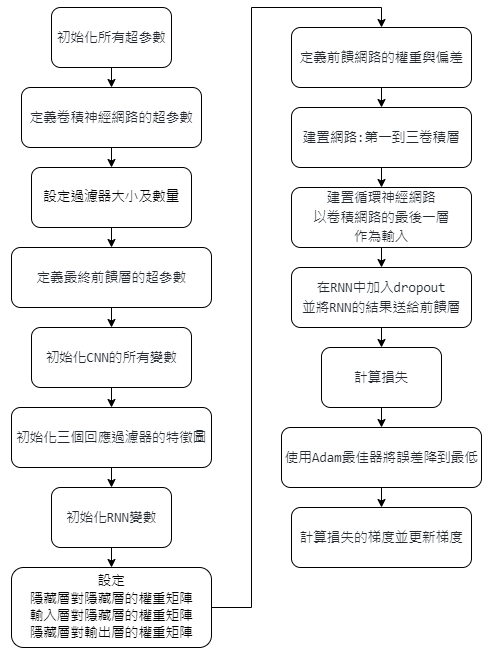 初始化所有超參數
定義卷積神經網路的超參數
設定過濾器大小及數量
定義最終前饋層的超參數
初始化CNN的所有變數
初始化三個回應過濾器的特徵圖
初始化RNN變數
設定
隱藏層對隱藏層的權重矩陣
輸入層對隱藏層的權重矩陣
隱藏層對輸出層的權重矩陣
定義前饋網路的權重與偏差
建置網路:第一到三卷積層
建置循環神經網路
以卷積網路的最後一層
作為輸入
在RNN中加入dropout
並將RNN的結果送給前饋層
計算損失
使用Adam最佳器將誤差降到最低
計算損失的梯度並更新梯度